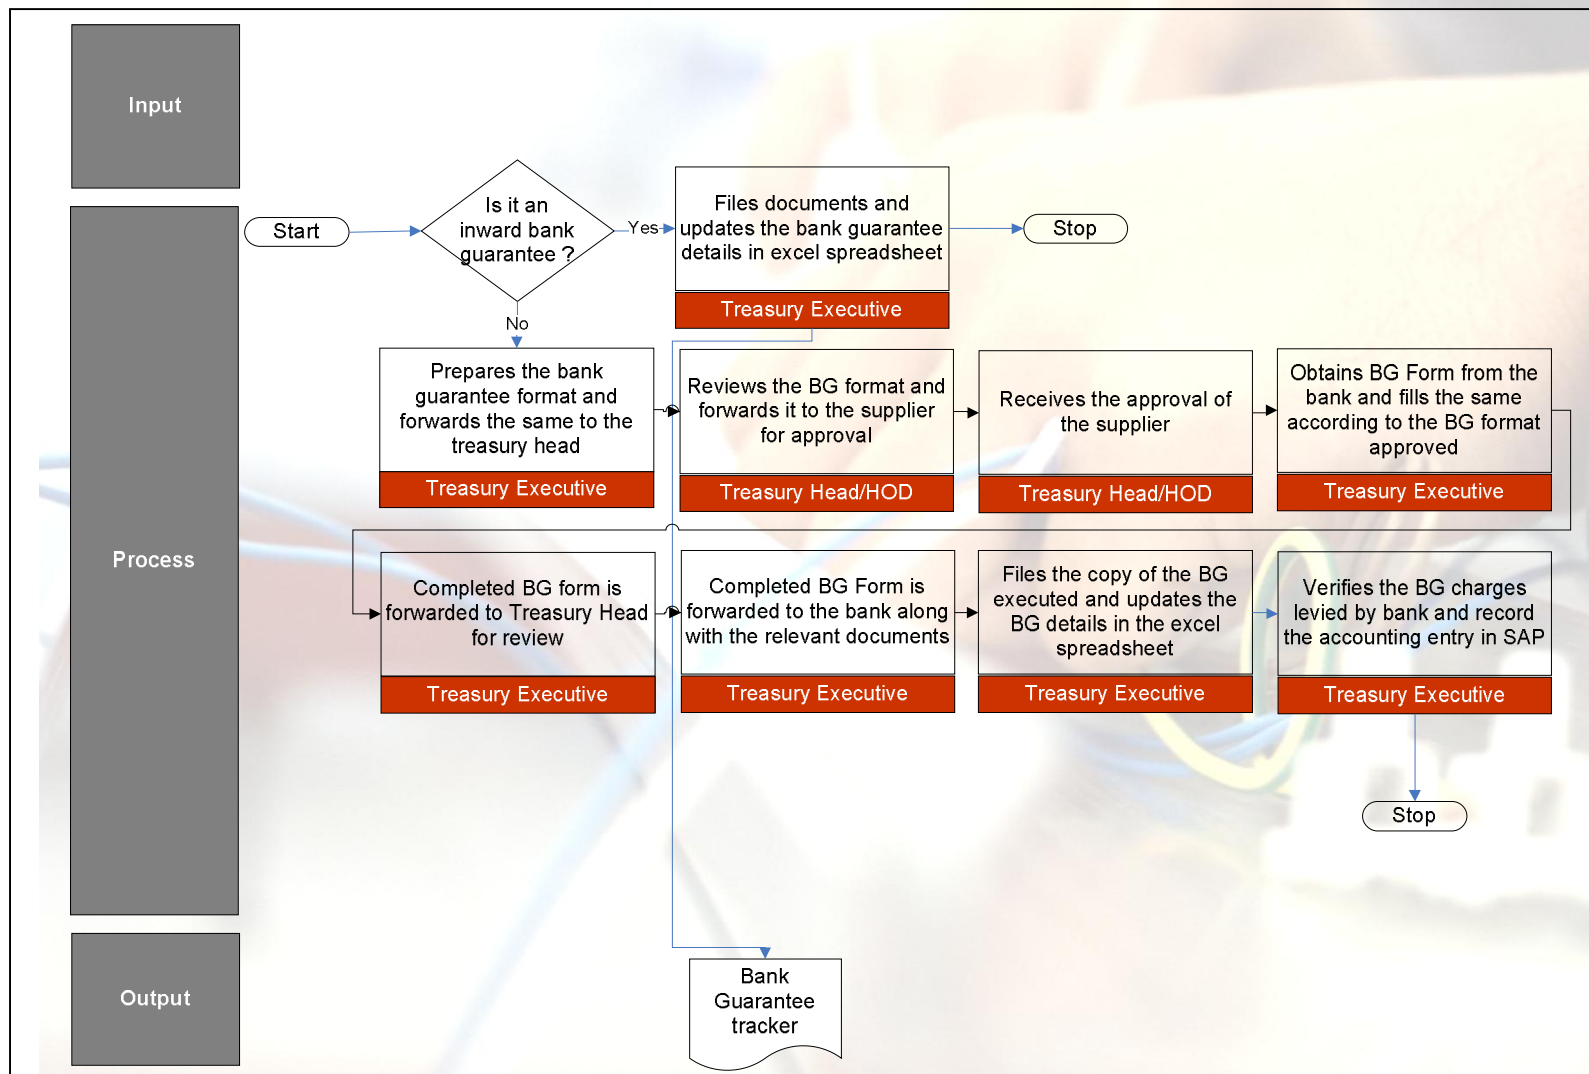 Input
Process
Output
Start
Is it an
inward bank
guarantee ?
Yes
No
Files documents and
updates the bank guarantee
details in excel spreadsheet
Treasury Executive
Stop
Prepares the bank
guarantee format and
forwards the same to the
treasury head
Treasury Executive
Reviews the BG format and
forwards it to the supplier
for approval
Treasury Head/HOD
Receives the approval of
the supplier
Treasury Head/HOD
Obtains BG Form from the
bank and fills the same
according to the BG format
approved
Treasury Executive
Completed BG form is
forwarded to Treasury Head
for review
Treasury Executive
Completed BG Form is
forwarded to the bank along
with the relevant documents
Treasury Executive
Files the copy of the BG
executed and updates the
BG details in the excel
spreadsheet
Treasury Executive
Verifies the BG charges
levied by bank and record
the accounting entry in SAP
Treasury Executive
Stop
Bank
Guarantee
tracker